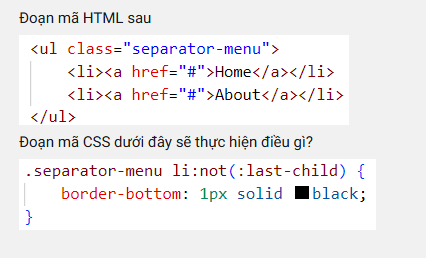 Đoạn mã HTML sau
<ul class="separator-menu">
<li><a href="#">Home</a></li>
<li><a href="#">About</a></li>
</ul>
Đoạn mã CSS dưới đây sẽ thực hiện điều gì?
.separator-menu li:not(:last-child) {
border-bottom: 1px solid black;
}